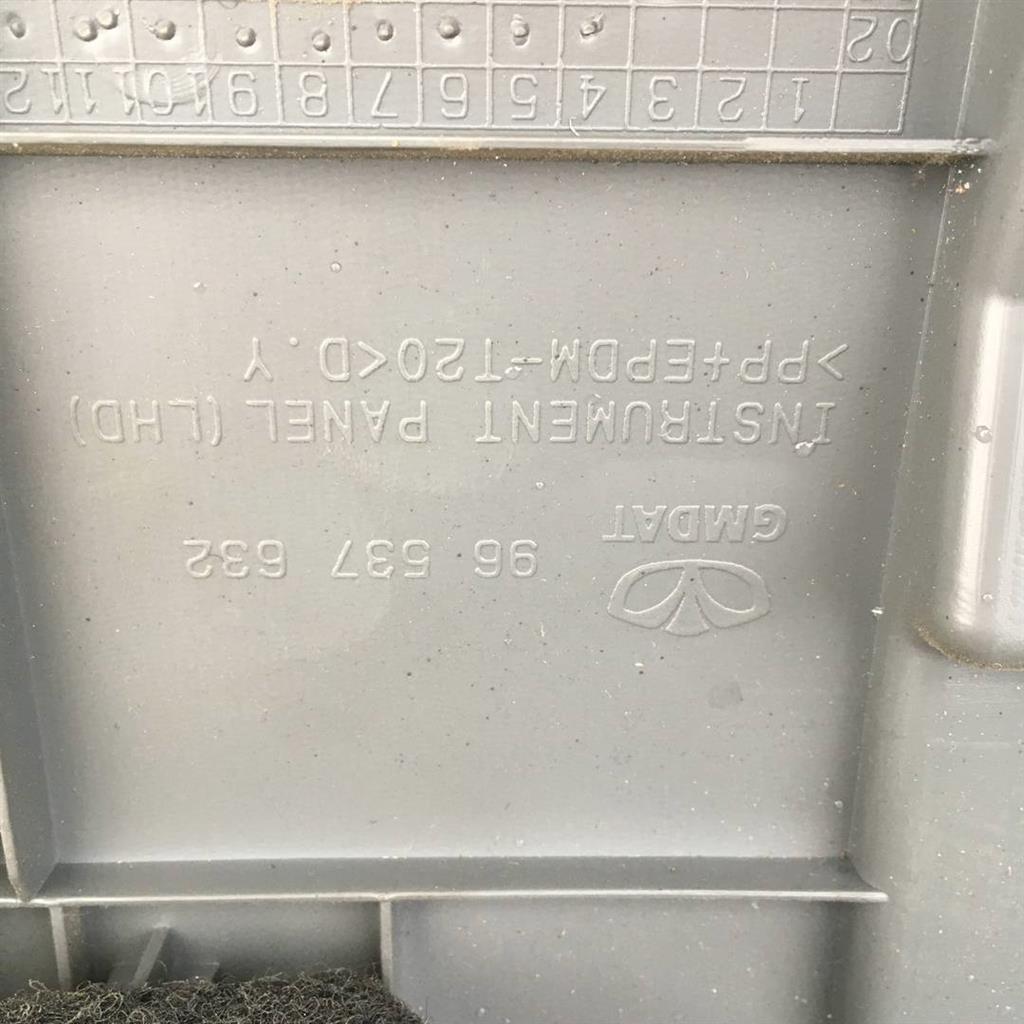 96 537 632
GMDAT
INSTRUMENT PANEL (LHD)
>PP+EPDM-T20<D.Y
1 2 3 4 5 6 7 8 9 10 11 12
02